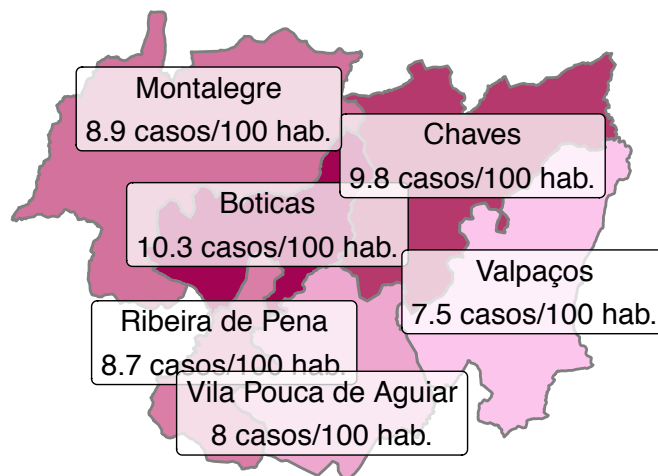 Montalegre
8.9 casos/100 hab.
Chaves
9.8 casos/100 hab.
Boticas
10.3 casos/100 hab.
Valpaços
7.5 casos/100 hab.
Ribeira de Pena
8.7 casos/100 hab.
Vila Pouca de Aguiar
8 casos/100 hab.